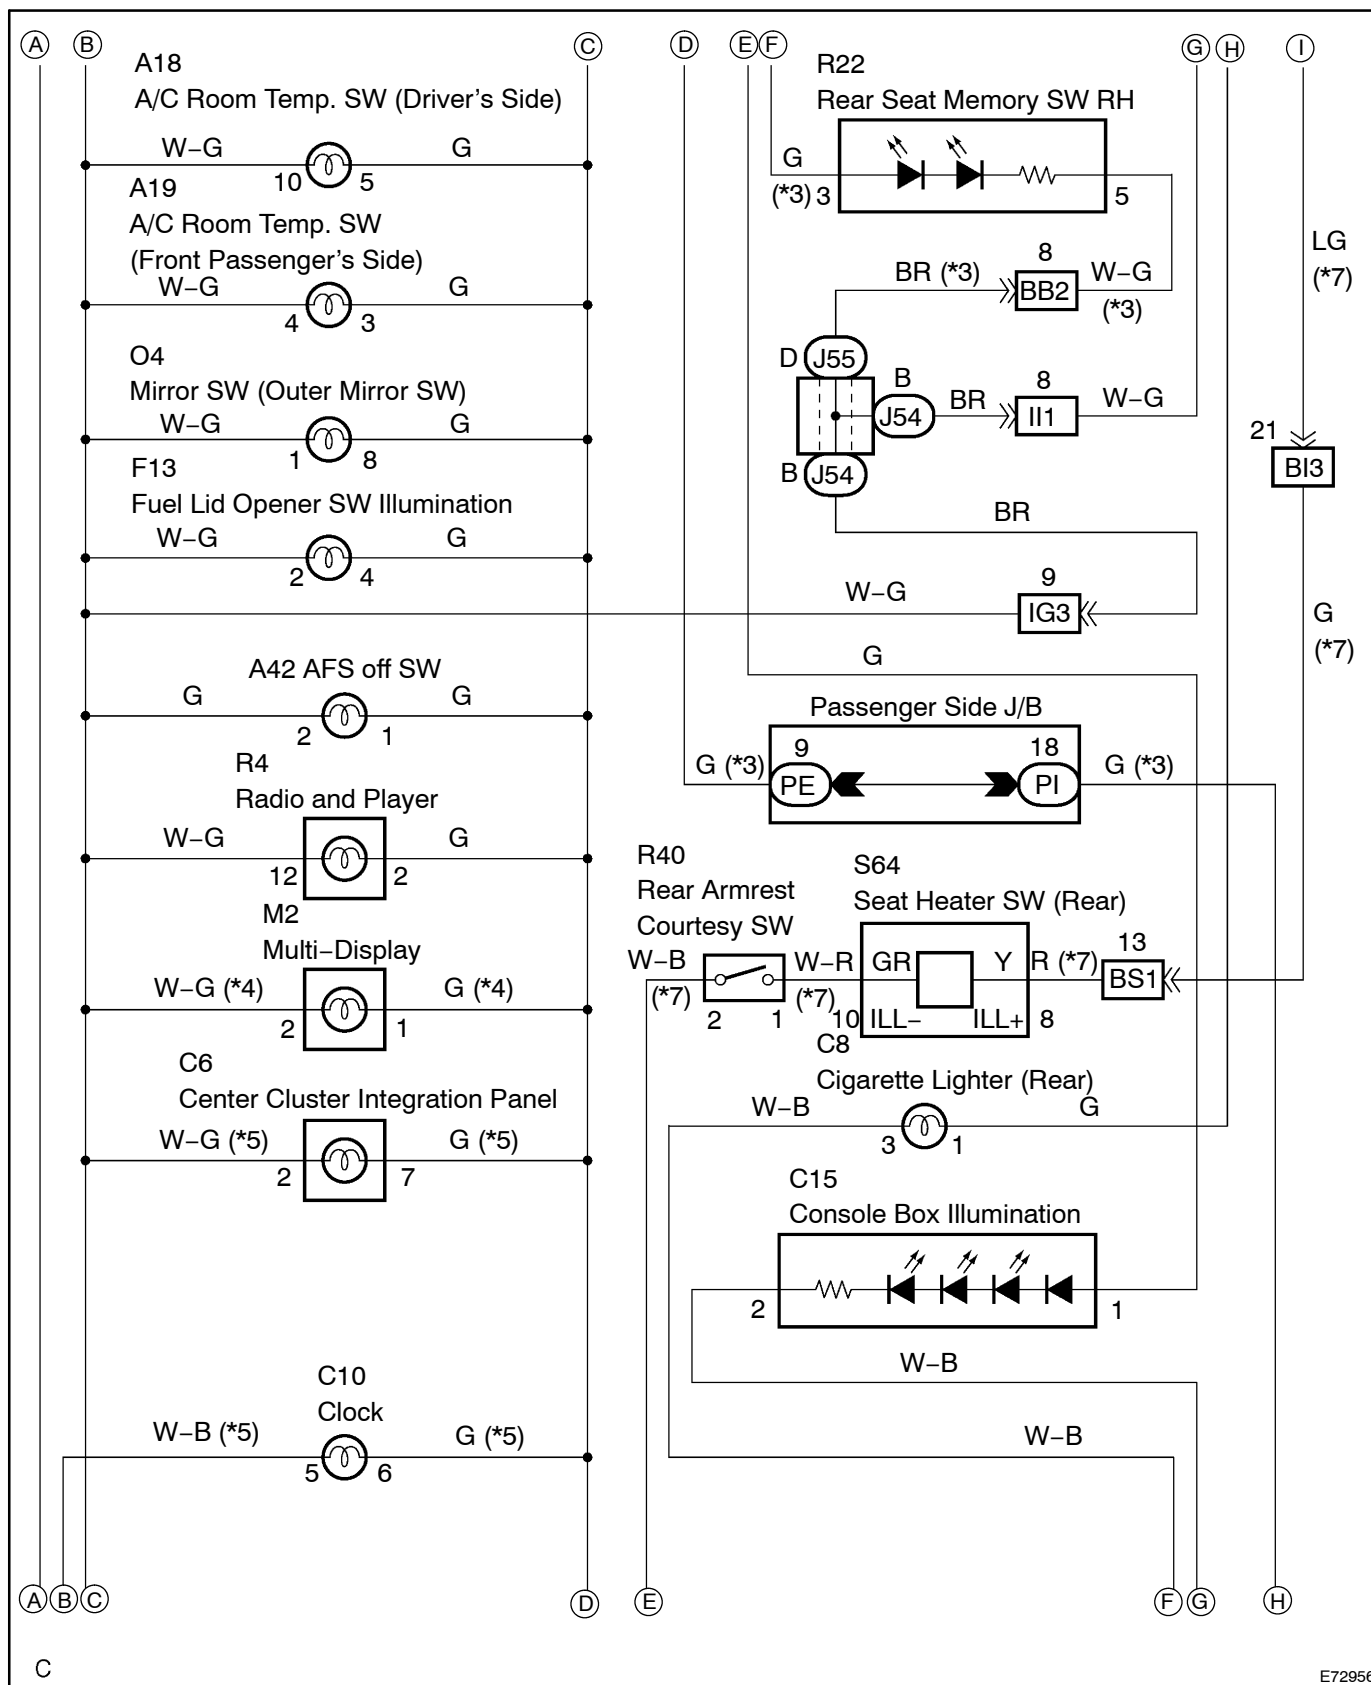 A B C D E F G H I
A18
A/C Room Temp. SW (Driver's Side)
W-G G
10 5
A19
A/C Room Temp. SW
(Front Passenger's Side)
W-G G
4 3
O4
Mirror SW (Outer Mirror SW)
W-G G
1 8
F13
Fuel Lid Opener SW Illumination
W-G G
2 4
A42 AFS off SW
G G
2 1
R4
Radio and Player
W-G G
12 2
M2
Multi-Display
W-G (*4) G (*4)
2 1
C6
Center Cluster Integration Panel
W-G (*5) G (*5)
2 7
C10
Clock
W-B (*5) G (*5)
5 6
R22
Rear Seat Memory SW RH
G
(*3) 3 5
8
BR (*3) BB2 W-G
(*3)
D J55
B
J54 BR 8
II1 W-G
B J54
BR
9
W-G IG3
G
LG
(*7)
21
BI3
G
(*7)
Passenger Side J/B
9 18
G (*3) PE PI G (*3)
R40
Rear Armrest
Courtesy SW
W-B W-R
(*7) (*7)
2 1
S64
Seat Heater SW (Rear)
GR Y R (*7)
10 ILL- ILL+ 8
13
BS1
C8
Cigarette Lighter (Rear)
W-B G
3 1
C15
Console Box Illumination
2 1
W-B
W-B
A B C D E F G H
C
E72956